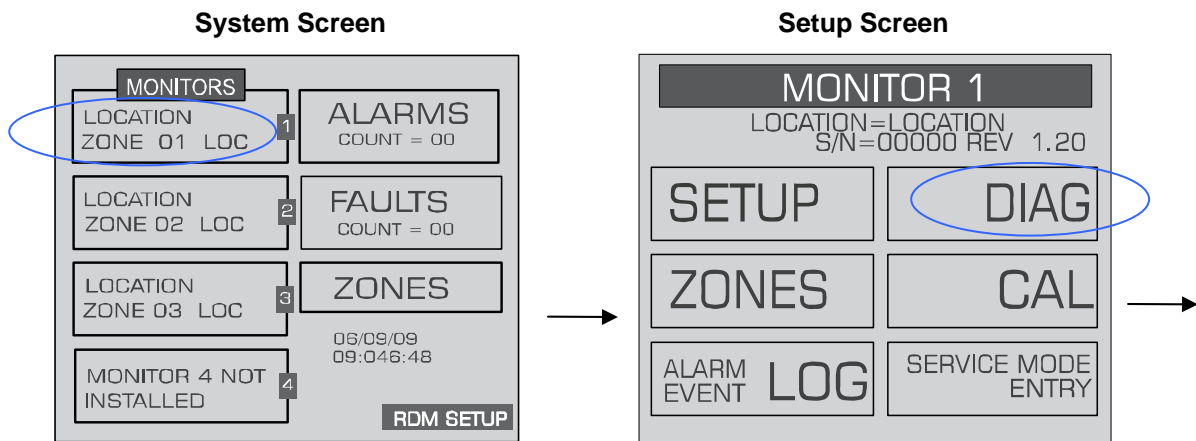 System Screen
MONITORS
LOCATION
ZONE 01 LOC
1
ALARMS
COUNT = 00
LOCATION
ZONE 02 LOC
2
FAULTS
COUNT = 00
LOCATION
ZONE 03 LOC
3
ZONES
06/09/09
09:046:48
MONITOR 4 NOT
INSTALLED
4
RDM SETUP
Setup Screen
MONITOR 1
LOCATION=LOCATION
S/N=00000 REV 1.20
SETUP
DIAG
ZONES
CAL
ALARM
EVENT LOG
SERVICE MODE
ENTRY